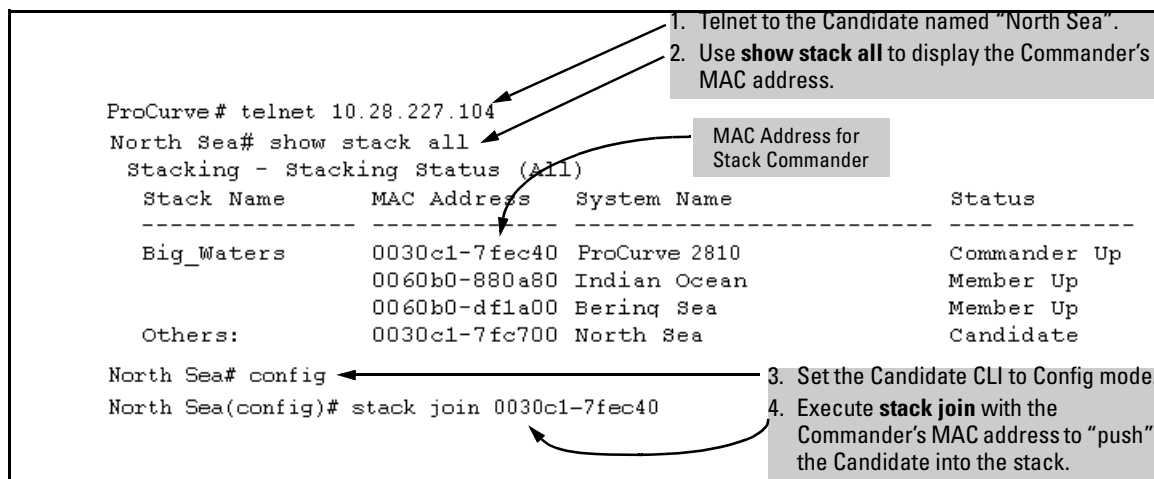 1. Telnet to the Candidate named “North Sea”.
2. Use show stack all to display the Commander’s
MAC address.
ProCurve# telnet 10.28.227.104
North Sea# show stack all
MAC Address for
Stack Commander
Stacking - Stacking Status (All)
Stack Name MAC Address System Name Status
--------------- ------------- ------------------------- -------------
Big_Waters 0030c1-7fec40 ProCurve 2810 Commander Up
0060b0-880a80 Indian Ocean Member Up
0060b0-df1a00 Bering Sea Member Up
Others: 0030c1-7fc700 North Sea Candidate
North Sea# config
North Sea(config)# stack join 0030c1-7fec40
3. Set the Candidate CLI to Config mode.
4. Execute stack join with the
Commander’s MAC address to “push”
the Candidate into the stack.